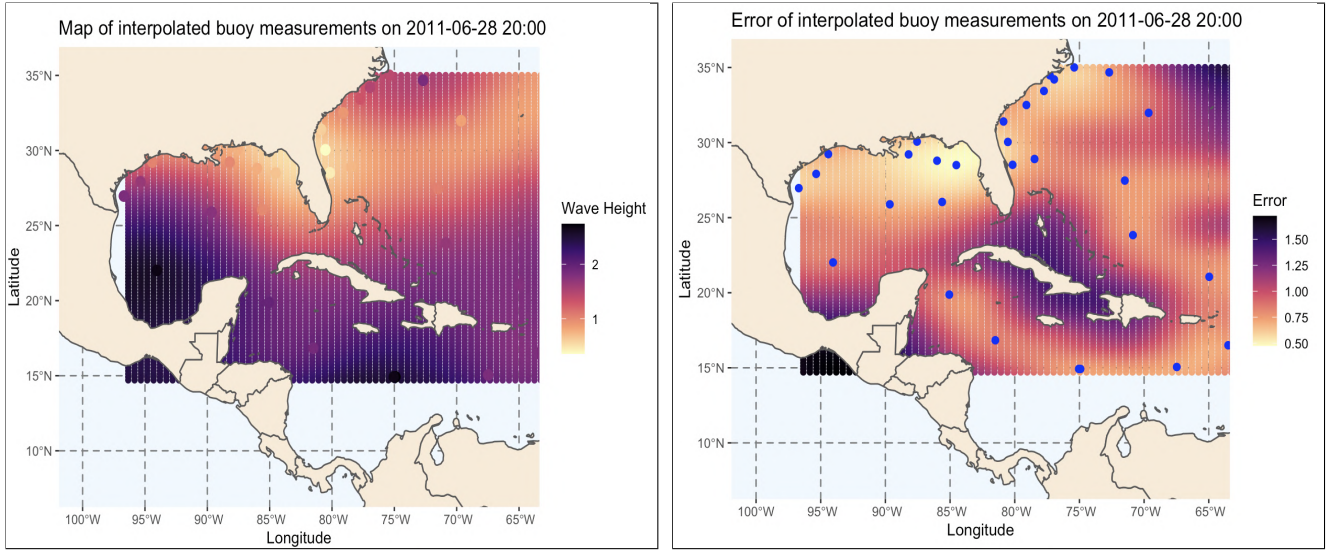 Map of interpolated buoy measurements on 2011-06-28 20:00
35°N
30°N
25°N
20°N
15°N
10°N
Latitude
100°W 95°W 90°W 85°W 80°W 75°W 70°W 65°W
Longitude
Wave Height
2
1
Error of interpolated buoy measurements on 2011-06-28 20:00
35°N
30°N
25°N
20°N
15°N
10°N
Latitude
100°W 95°W 90°W 85°W 80°W 75°W 70°W 65°W
Longitude
Error
1.50
1.25
1.00
0.75
0.50